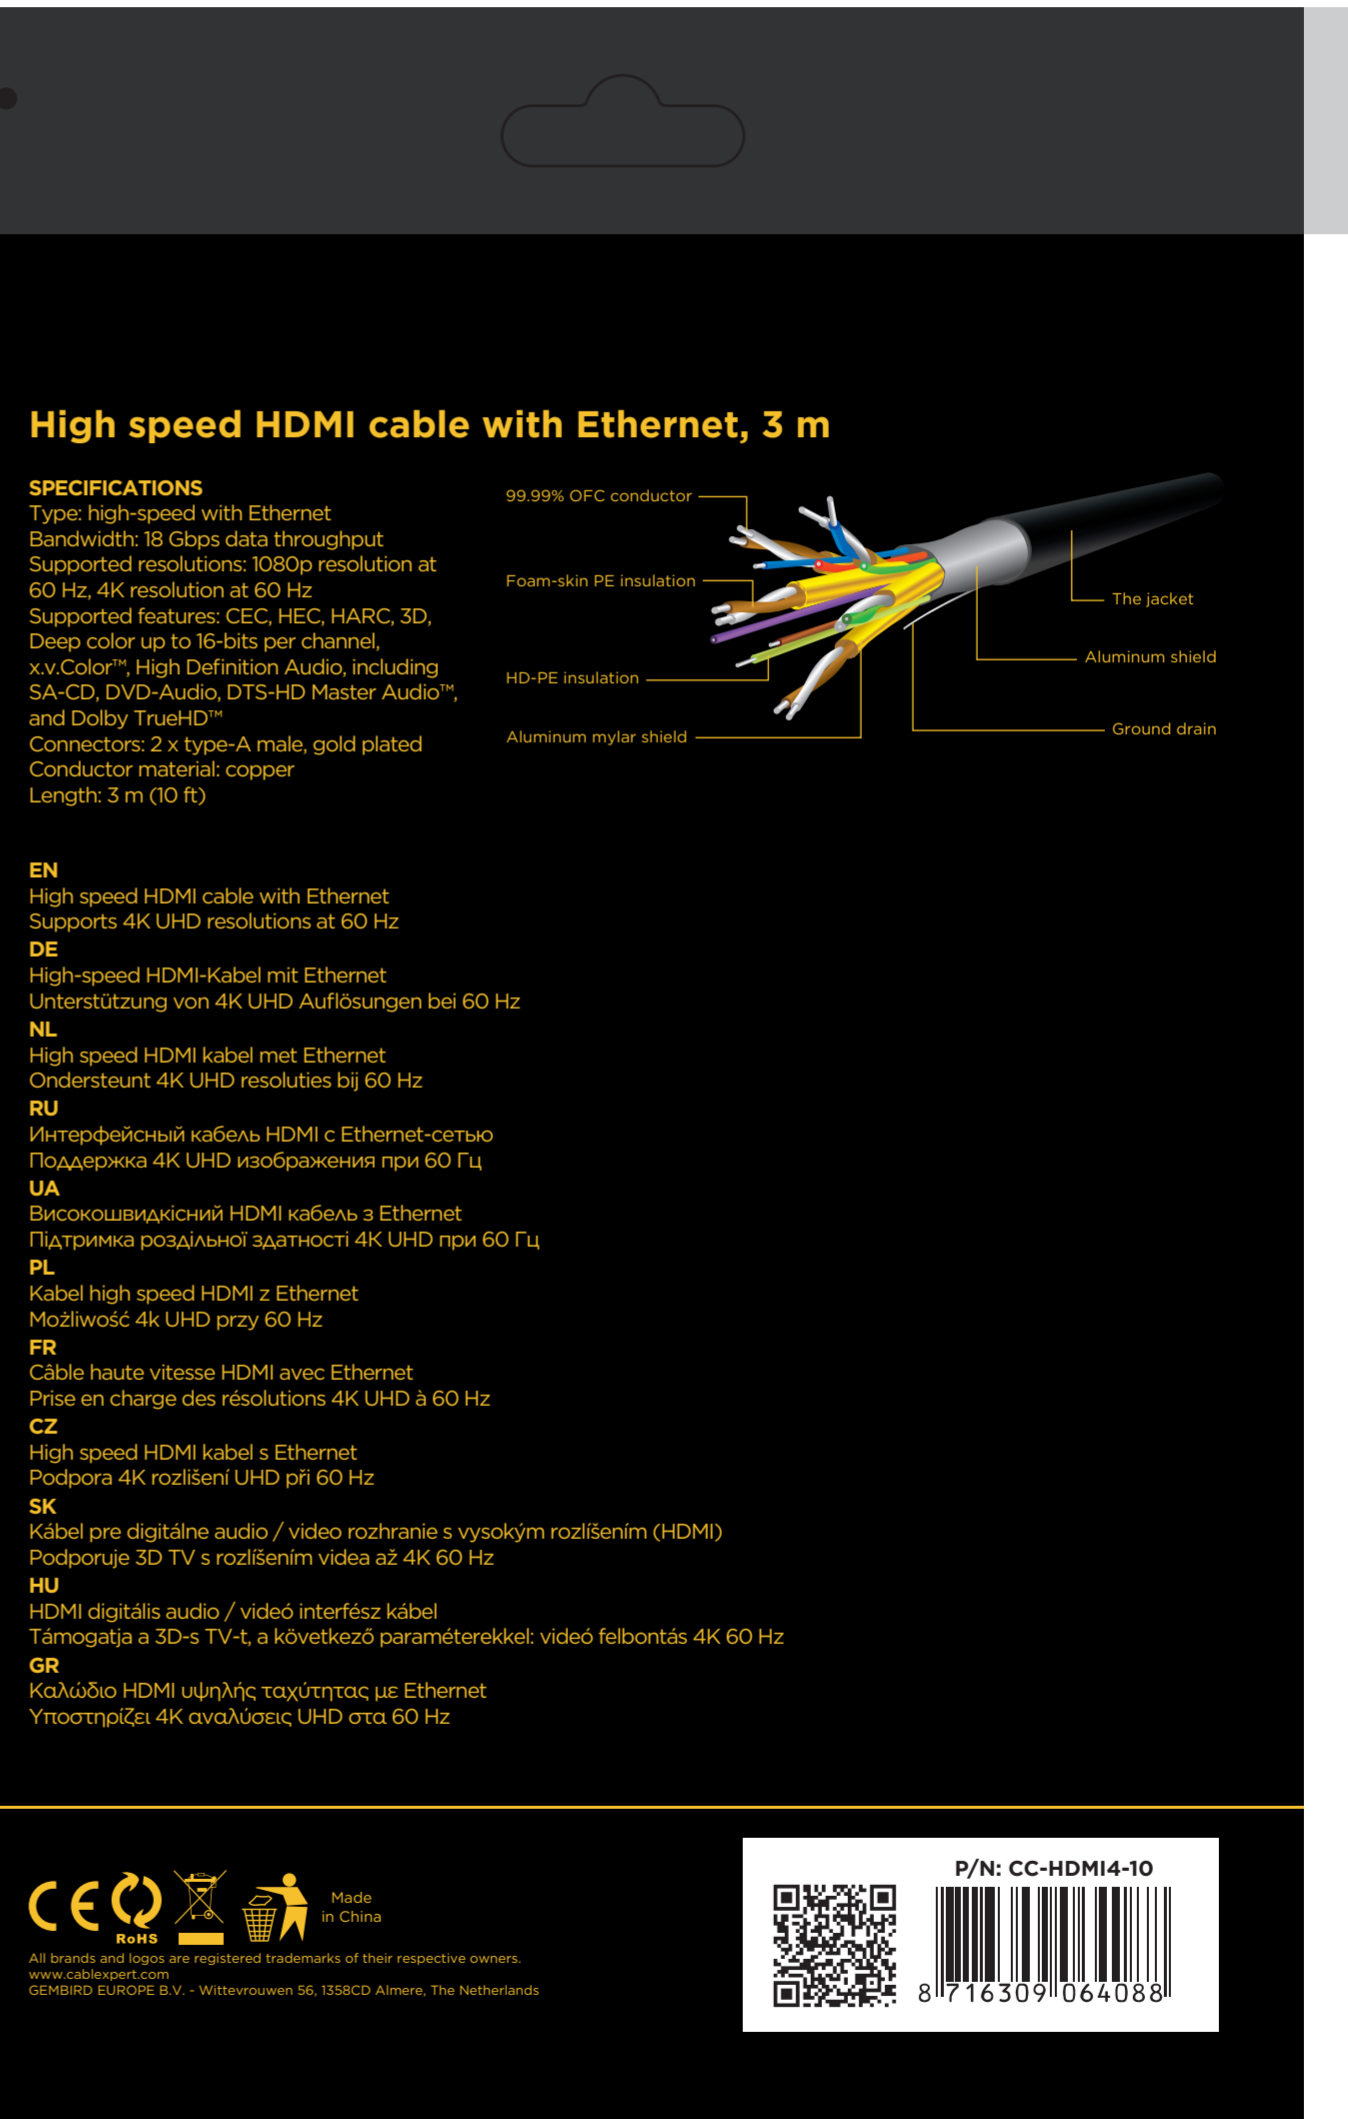 High speed HDMI cable with Ethernet, 3 m
SPECIFICATIONS
Type: high-speed with Ethernet
Bandwidth: 18 Gbps data throughput
Supported resolutions: 1080p resolution at
60 Hz, 4K resolution at 60 Hz
Supported features: CEC, HEC, HARC, 3D,
Deep color up to 16-bits per channel,
x.v.Color™, High Definition Audio, including
SA-CD, DVD-Audio, DTS-HD Master Audio™,
and Dolby TrueHD™
Connectors: 2 x type-A male, gold plated
Conductor material: copper
Length: 3 m (10 ft)
99.99% OFC conductor
Foam-skin PE insulation
HD-PE insulation
Aluminum mylar shield
The jacket
Aluminum shield
Ground drain
EN
High speed HDMI cable with Ethernet
Supports 4K UHD resolutions at 60 Hz
DE
High-speed HDMI-Kabel mit Ethernet
Unterstützung von 4K UHD Auflösungen bei 60 Hz
NL
High speed HDMI kabel met Ethernet
Ondersteunt 4K UHD resoluties bij 60 Hz
RU
Интерфейсный кабель HDMI с Ethernet-сетью
Поддержка 4K UHD изображения при 60 Гц
UA
Високошвидкісний HDMI кабель з Ethernet
Підтримка роздільної здатності 4K UHD при 60 Гц
PL
Kabel high speed HDMI z Ethernet
Możliwość 4k UHD przy 60 Hz
FR
Câble haute vitesse HDMI avec Ethernet
Prise en charge des résolutions 4K UHD à 60 Hz
CZ
High speed HDMI kabel s Ethernet
Podpora 4K rozlišení UHD při 60 Hz
SK
Kábel pre digitálne audio / video rozhranie s vysokým rozlíšením (HDMI)
Podporuje 3D TV s rozlíšením videa až 4K 60 Hz
HU
HDMI digitális audio / videó interfész kábel
Támogatja a 3D-s TV-t, a következő paraméterekkel: videó felbontás 4K 60 Hz
GR
Καλώδιο HDMI υψηλής ταχύτητας με Ethernet
Υποστηρίζει 4K αναλύσεις UHD στα 60 Hz
CE
RoHS
Made
in China
All brands and logos are registered trademarks of their respective owners.
www.cablexpert.com
GEMBIRD EUROPE B.V. - Wittevrouwen 56, 1358CD Almere, The Netherlands
P/N: CC-HDMI4-10
8 716309 064088